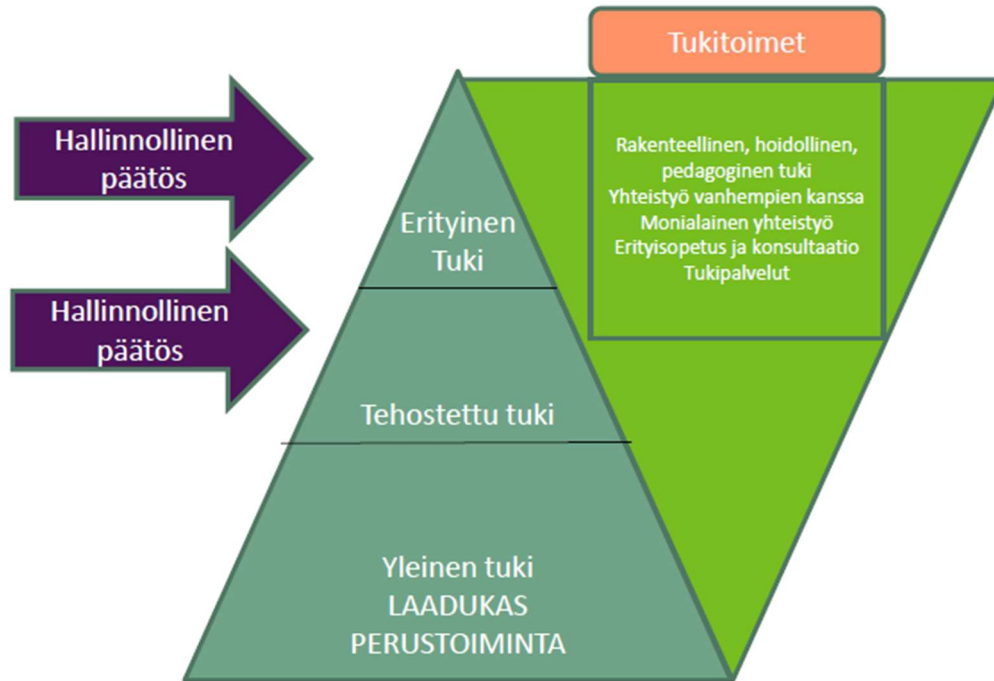 Tukitoimet
Hallinnollinen
päätös
Rakenteellinen, hoidollinen,
pedagoginen tuki
Yhteistyö vanhempien kanssa
Monialainen yhteistyö
Erityisopetus ja konsultaatio
Tukipalvelut
Erityinen
Tuki
Hallinnollinen
päätös
Tehostettu tuki
Yleinen tuki
LAADUKAS
PERUSTOIMINTA